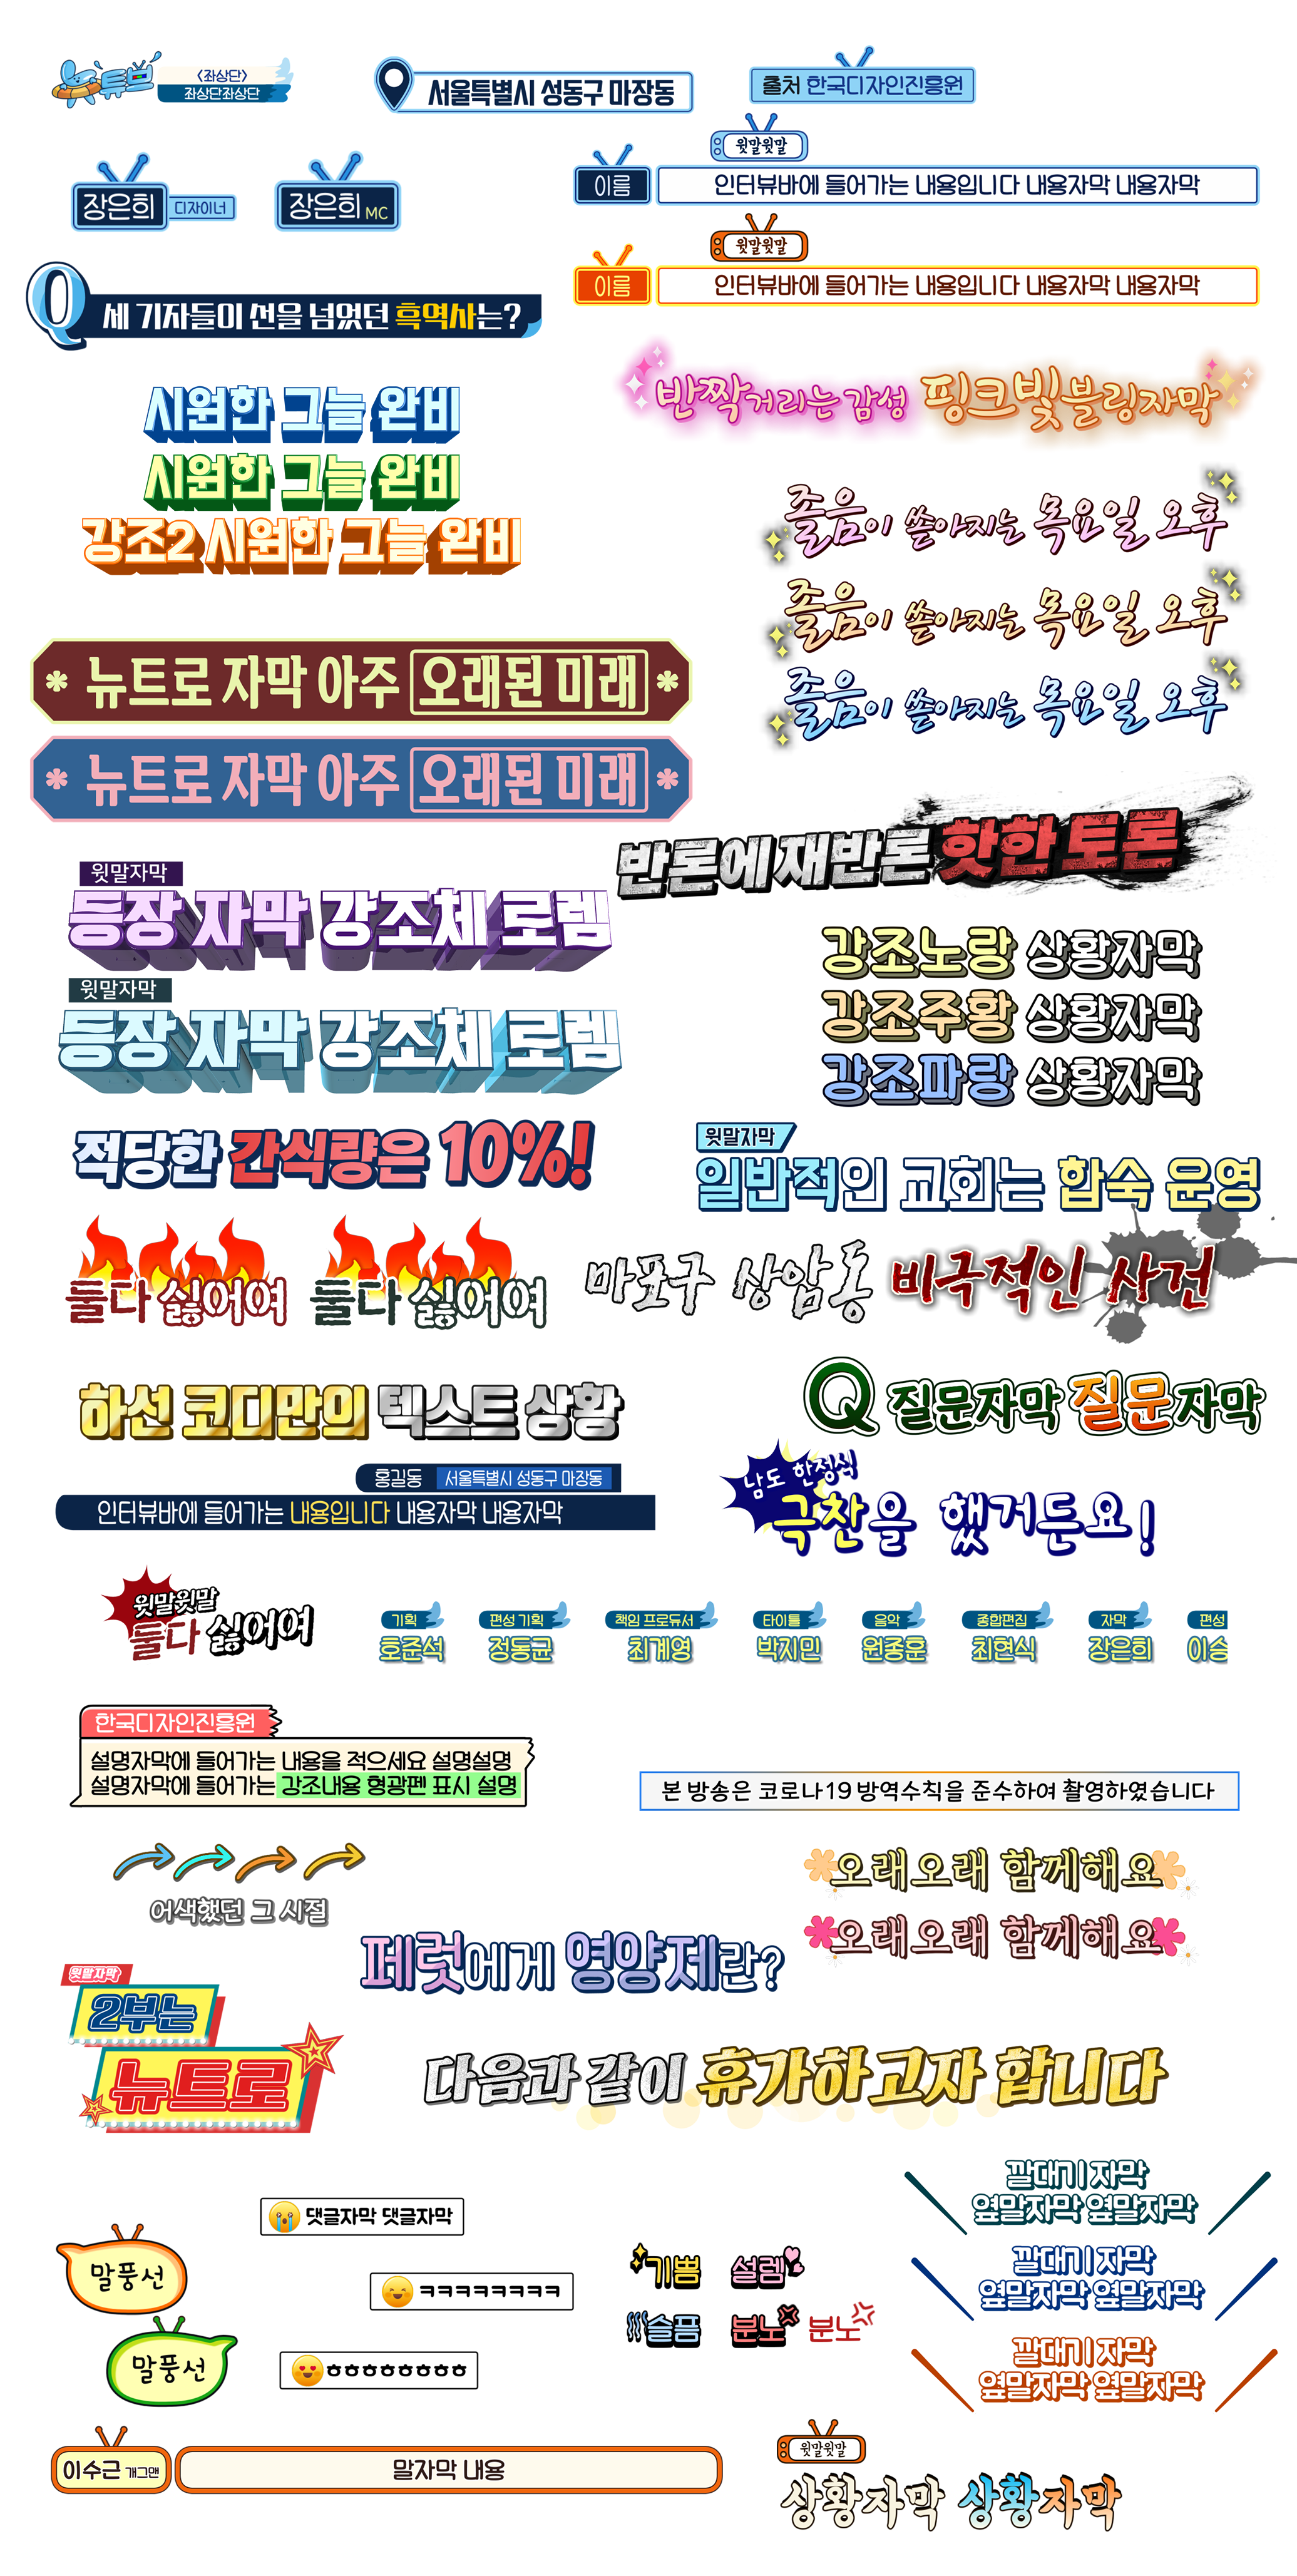 뉴튜브
<좌상단>
좌상단좌상단
서울특별시 성동구 마장동
출처 한국디자인진흥원
장은희 디자이너
장은희 MC
윗말윗말
이름 인터뷰바에 들어가는 내용입니다 내용자막 내용자막
윗말윗말
이름 인터뷰바에 들어가는 내용입니다 내용자막 내용자막
Q 세 기자들이 선을 넘었던 흑역사는?
반짝거리는 감성 핑크빛 블링자막
시원한 그늘 완비
시원한 그늘 완비
강조2 시원한 그늘 완비
졸음이 쏟아지는 목요일 오후
졸음이 쏟아지는 목요일 오후
졸음이 쏟아지는 목요일 오후
* 뉴트로 자막 아주 오래된 미래 *
* 뉴트로 자막 아주 오래된 미래 *
반론에 재반론 핫한 토론
윗말자막
등장 자막 강조체 로렘
윗말자막
등장 자막 강조체 로렘
강조노랑 상황자막
강조주황 상황자막
강조파랑 상황자막
적당한 간식량은 10%!
윗말자막
일반적인 교회는 합숙 운영
둘다 싫어여
둘다 싫어여
마포구 상암동 비극적인 사건
하선 코디만의 텍스트 상황
Q 질문자막 질문자막
홍길동 서울특별시 성동구 마장동
인터뷰바에 들어가는 내용입니다 내용자막 내용자막
남도 한정식
극찬을 했거든요!
윗말윗말
둘다 싫어여
기획 편성 기획 책임 프로듀서 타이틀 음악 종합편집 자막 편성
호준석 정동균 최계영 박지민 원종훈 최현식 장은희 이승
한국디자인진흥원
설명자막에 들어가는 내용을 적으세요 설명설명
설명자막에 들어가는 강조내용 형광펜 표시 설명
본 방송은 코로나19 방역수칙을 준수하여 촬영하였습니다
어색했던 그 시절
오래오래 함께해요
오래오래 함께해요
페럿에게 영양제란?
윗말자막
2부는
뉴트로
다음과 같이 휴가하고자 합니다
깔대기 자막
옆말자막 옆말자막
댓글자막 댓글자막
말풍선
ㅋㅋㅋㅋㅋㅋㅋㅋ
기쁨 설렘
슬픔 분노 분노
깔대기 자막
옆말자막 옆말자막
말풍선
ㅎㅎㅎㅎㅎㅎㅎㅎ
깔대기 자막
옆말자막 옆말자막
이수근 개그맨 말자막 내용
윗말윗말
상황자막 상황자막